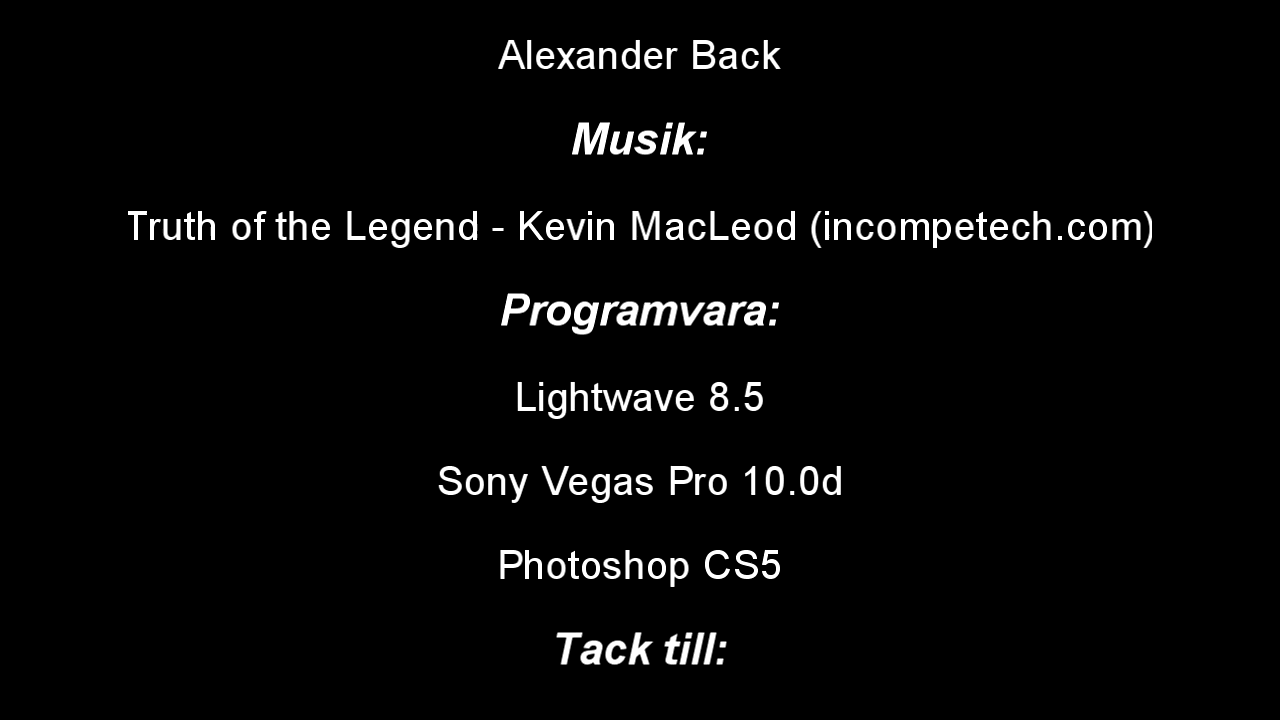 Alexander Back
Musik:
Truth of the Legend - Kevin MacLeod (incompetech.com)
Programvara:
Lightwave 8.5
Sony Vegas Pro 10.0d
Photoshop CS5
Tack till: